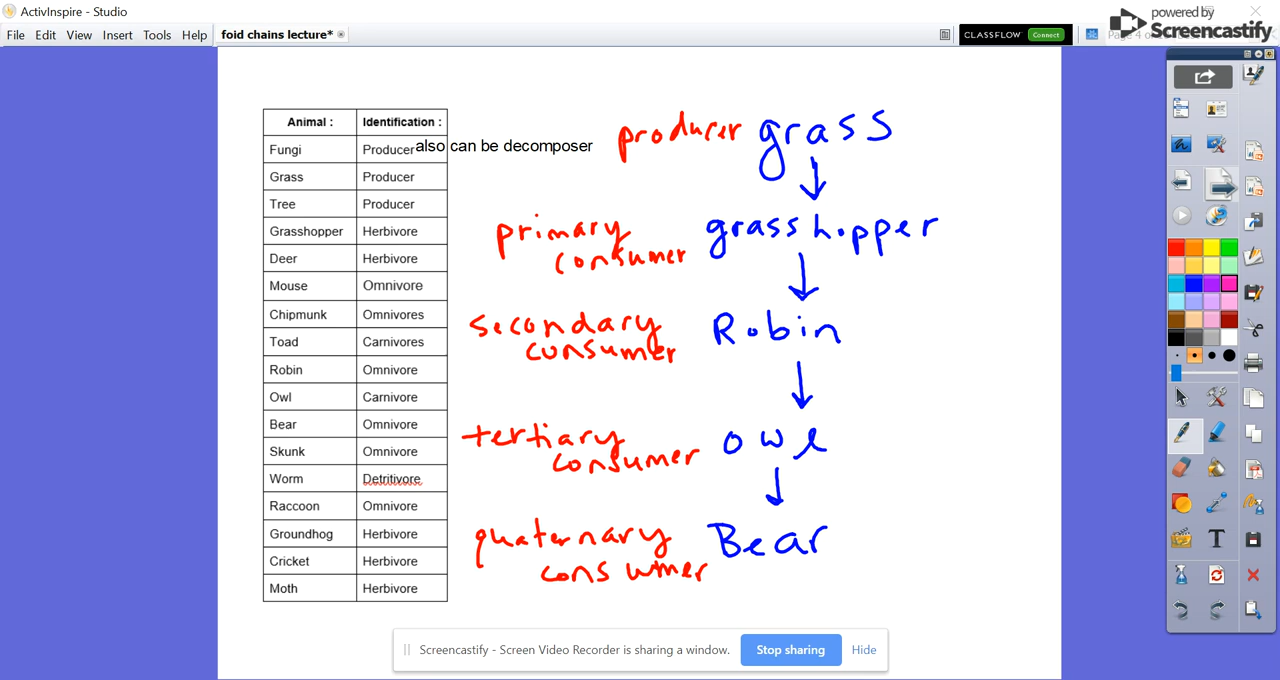 ActivInspire - Studio
powered by
Screencastify
File Edit View Insert Tools Help foid chains lecture*
CLASSFLOW Connect
Animal : Identification :
Fungi Producer also can be decomposer
Grass Producer
Tree Producer
Grasshopper Herbivore
Deer Herbivore
Mouse Omnivore
Chipmunk Omnivores
Toad Carnivores
Robin Omnivore
Owl Carnivore
Bear Omnivore
Skunk Omnivore
Worm Detritivore
Raccoon Omnivore
Groundhog Herbivore
Cricket Herbivore
Moth Herbivore
producer grass
primary consumer grasshopper
secondary consumer Robin
tertiary consumer owl
quaternary consumer Bear
Screencastify - Screen Video Recorder is sharing a window. Stop sharing Hide